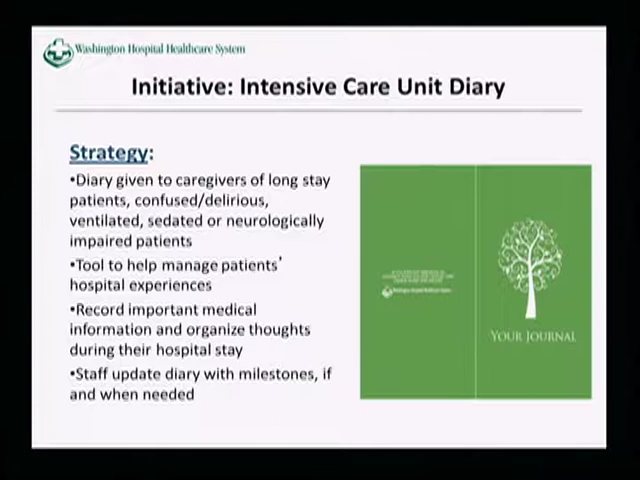 Washington Hospital Healthcare System
Initiative: Intensive Care Unit Diary
Strategy:
•Diary given to caregivers of long stay
patients, confused/delirious,
ventilated, sedated or neurologically
impaired patients
•Tool to help manage patients'
hospital experiences
•Record important medical
information and organize thoughts
during their hospital stay
•Staff update diary with milestones, if
and when needed
Washington Hospital Healthcare System
YOUR JOURNAL